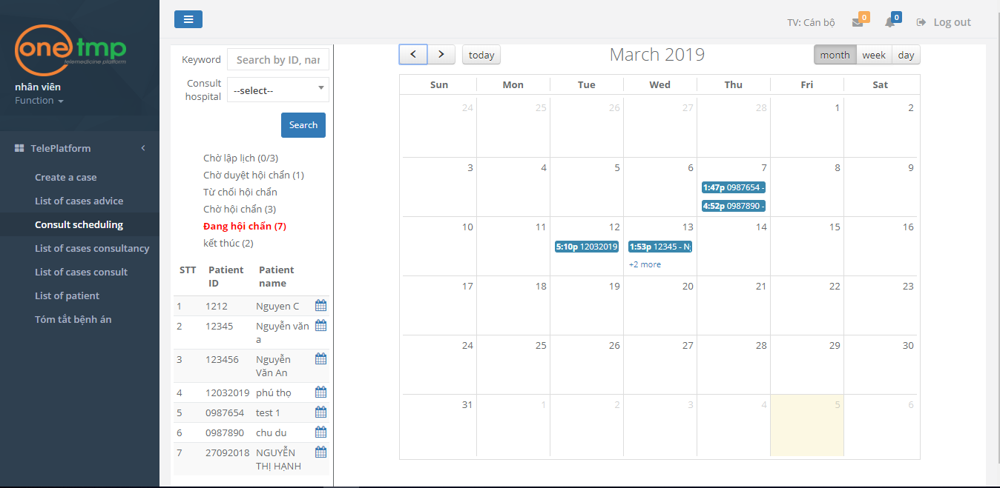 one tmp
telemedicine platform
nhân viên
Function
TelePlatform
Create a case
List of cases advice
Consult scheduling
List of cases consultancy
List of cases consult
List of patient
Tóm tắt bệnh án
TV: Cán bộ 0 0 Log out
Keyword Search by ID, nar
Consult hospital --select--
Search
Chờ lập lịch (0/3)
Chờ duyệt hội chẩn (1)
Từ chối hội chẩn
Chờ hội chẩn (3)
Đang hội chẩn (7)
kết thúc (2)
STT Patient ID Patient name
1 1212 Nguyen C
2 12345 Nguyễn văn a
3 123456 Nguyễn Văn An
4 12032019 phú thọ
5 0987654 test 1
6 0987890 chu du
7 27092018 NGUYỄN THỊ HẠNH
today March 2019 month week day
Sun Mon Tue Wed Thu Fri Sat
24 25 26 27 28 1 2
3 4 5 6 7 8 9
1:47p 0987654 -
4:52p 0987890 -
10 11 12 13 14 15 16
5:10p 12032019 1:53p 12345 - N
+2 more
17 18 19 20 21 22 23
24 25 26 27 28 29 30
31 1 2 3 4 5 6